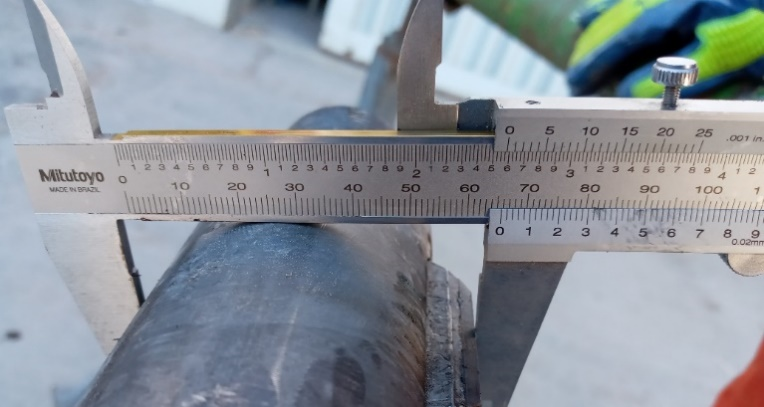 0 5 10 15 20 25 .001 in.
Mitutoyo
MADE IN BRAZIL
1 2 3 4 5 6 7 8 9 1 1 2 3 4 5 6 7 8 9 2 1 2 3 4 5 6 7 8 9 3 1 2 3 4 5 6 7 8 9 4 1 2
0 10 20 30 40 50 60 70 80 90 100
0 1 2 3 4 5 6 7 8 9
0.02mm